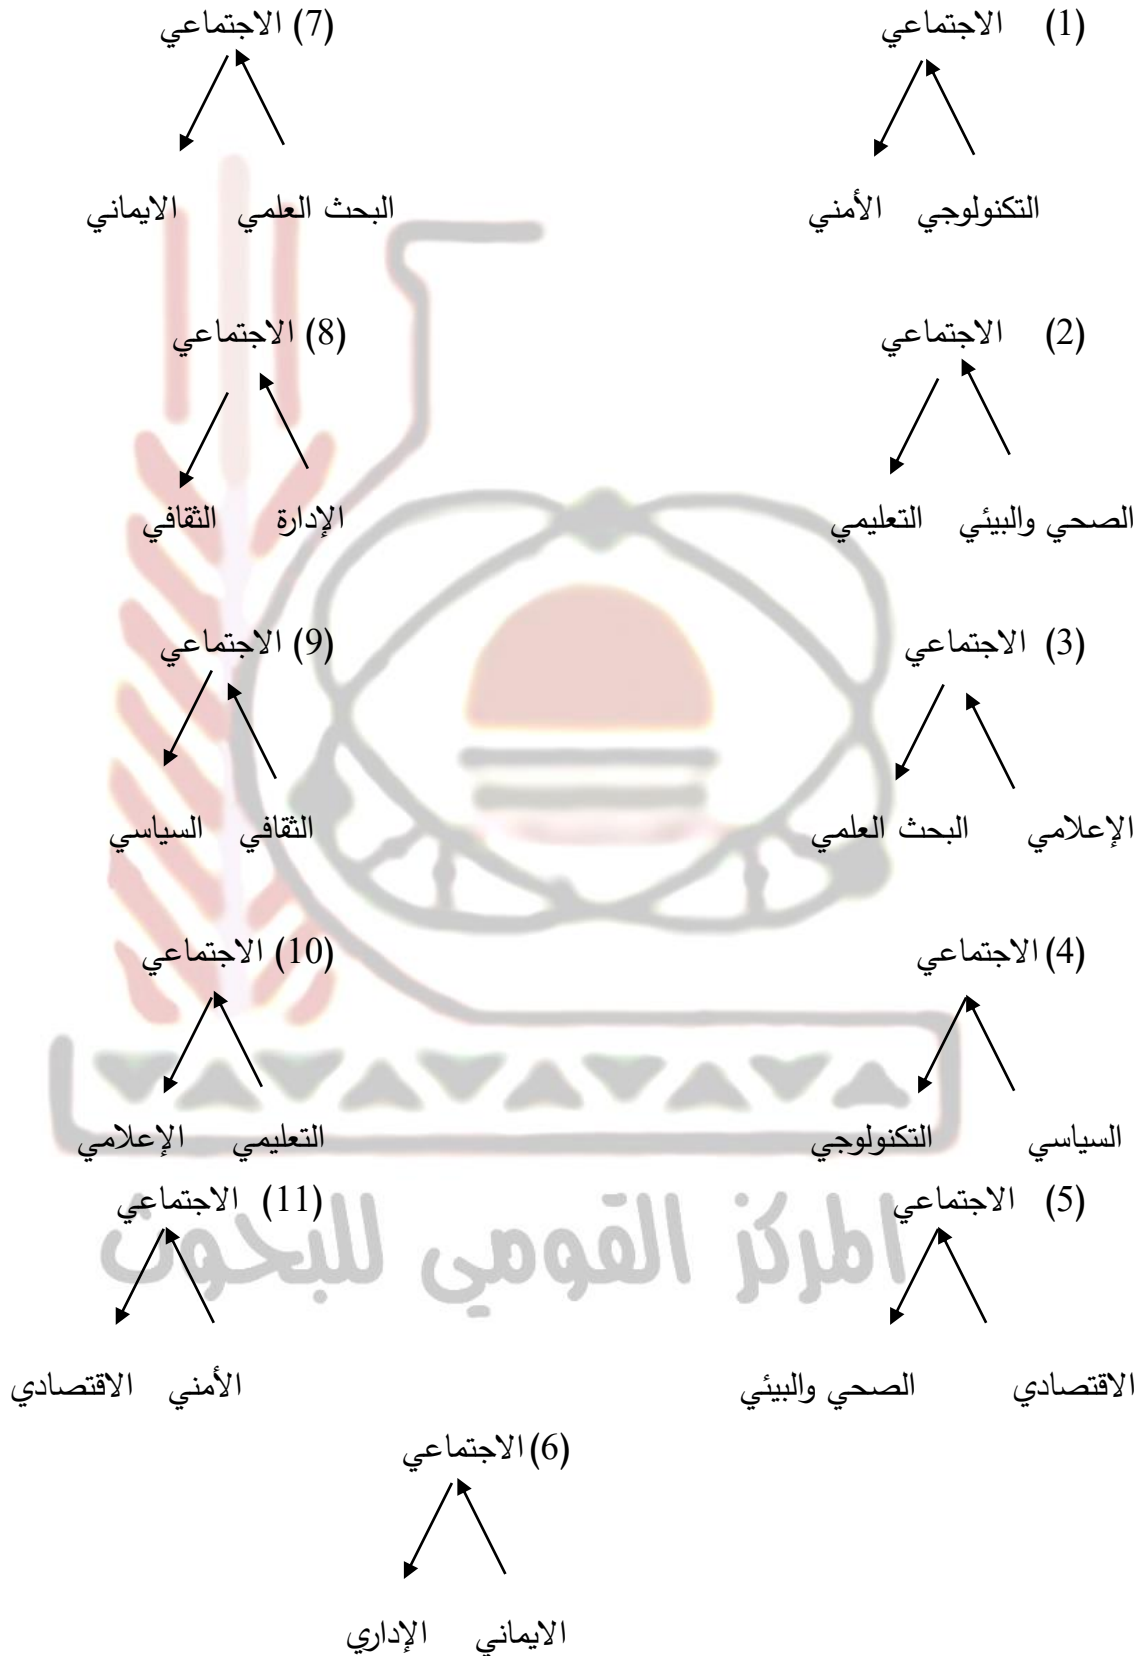 (1) الاجتماعي
(7) الاجتماعي
التكنولوجي الأمني
البحث العلمي الايماني
(2) الاجتماعي
(8) الاجتماعي
الصحي والبيئي التعليمي
الإدارة الثقافي
(3) الاجتماعي
(9) الاجتماعي
الإعلامي البحث العلمي
الثقافي السياسي
(4) الاجتماعي
(10) الاجتماعي
السياسي التكنولوجي
التعليمي الإعلامي
(5) الاجتماعي
(11) الاجتماعي
المركز القومي للبحوث
الاقتصادي الصحي والبيئي
الأمني الاقتصادي
(6) الاجتماعي
الايماني الإداري